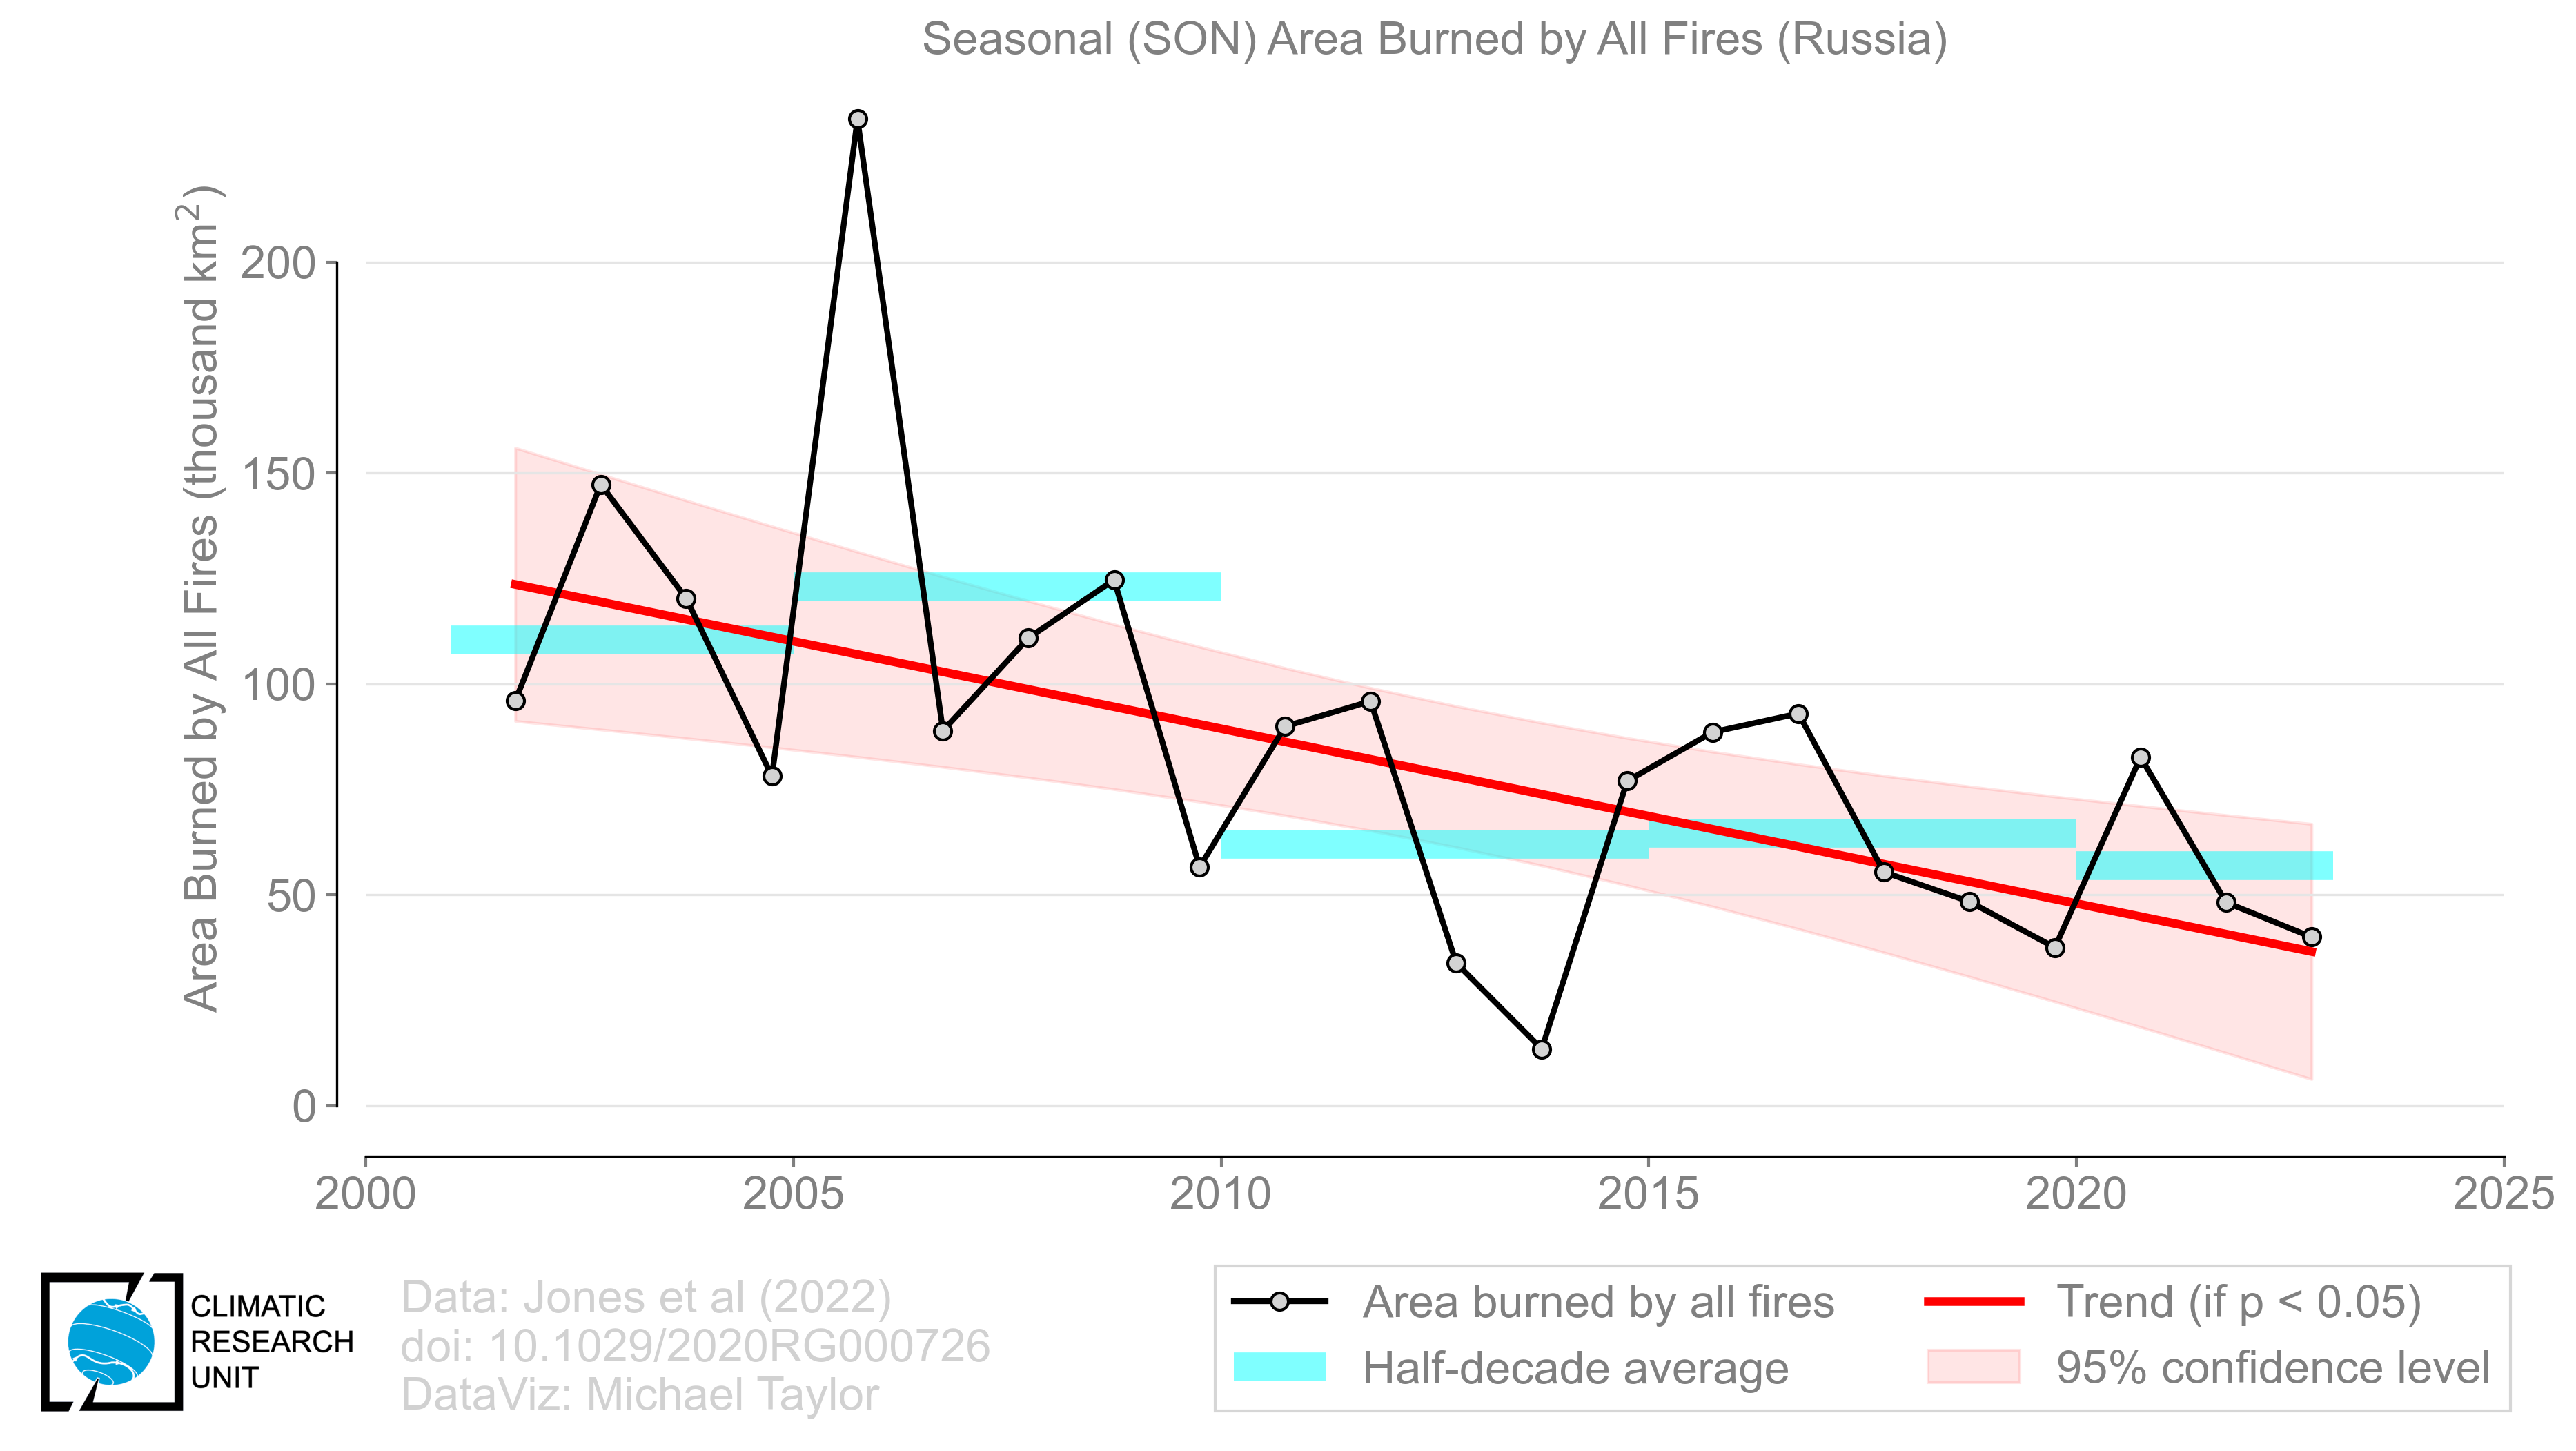 Seasonal (SON) Area Burned by All Fires (Russia)
Area Burned by All Fires (thousand km²)
200
150
100
50
0
2000 2005 2010 2015 2020 2025
CLIMATIC
RESEARCH
UNIT
Data: Jones et al (2022)
doi: 10.1029/2020RG000726
DataViz: Michael Taylor
Area burned by all fires
Half-decade average
Trend (if p < 0.05)
95% confidence level